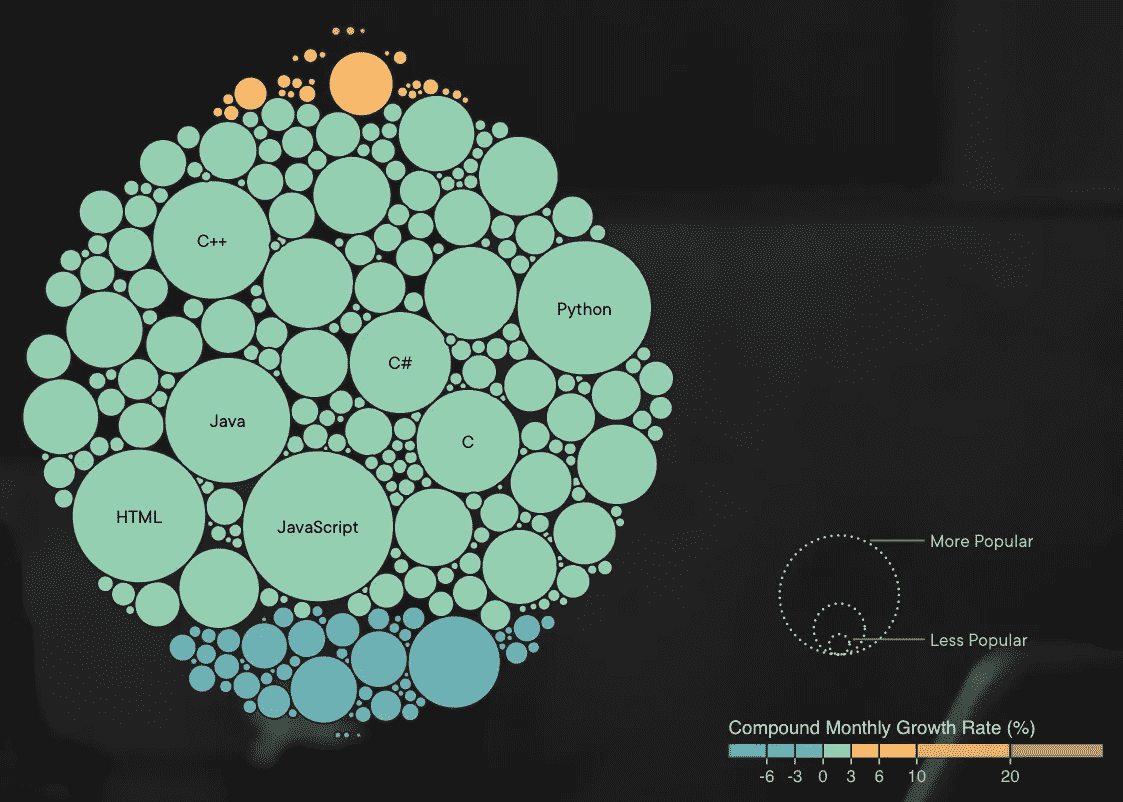 C++
Python
C#
Java
C
HTML
JavaScript
More Popular
Less Popular
Compound Monthly Growth Rate (%)
-6 -3 0 3 6 10 20